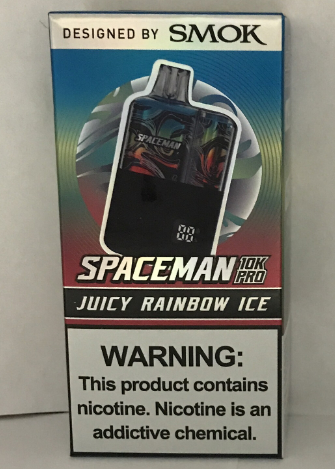 DESIGNED BY SMOK
SPACEMAN
88
SPACEMAN 10K PRO
JUICY RAINBOW ICE
WARNING:
This product contains
nicotine. Nicotine is an
addictive chemical.